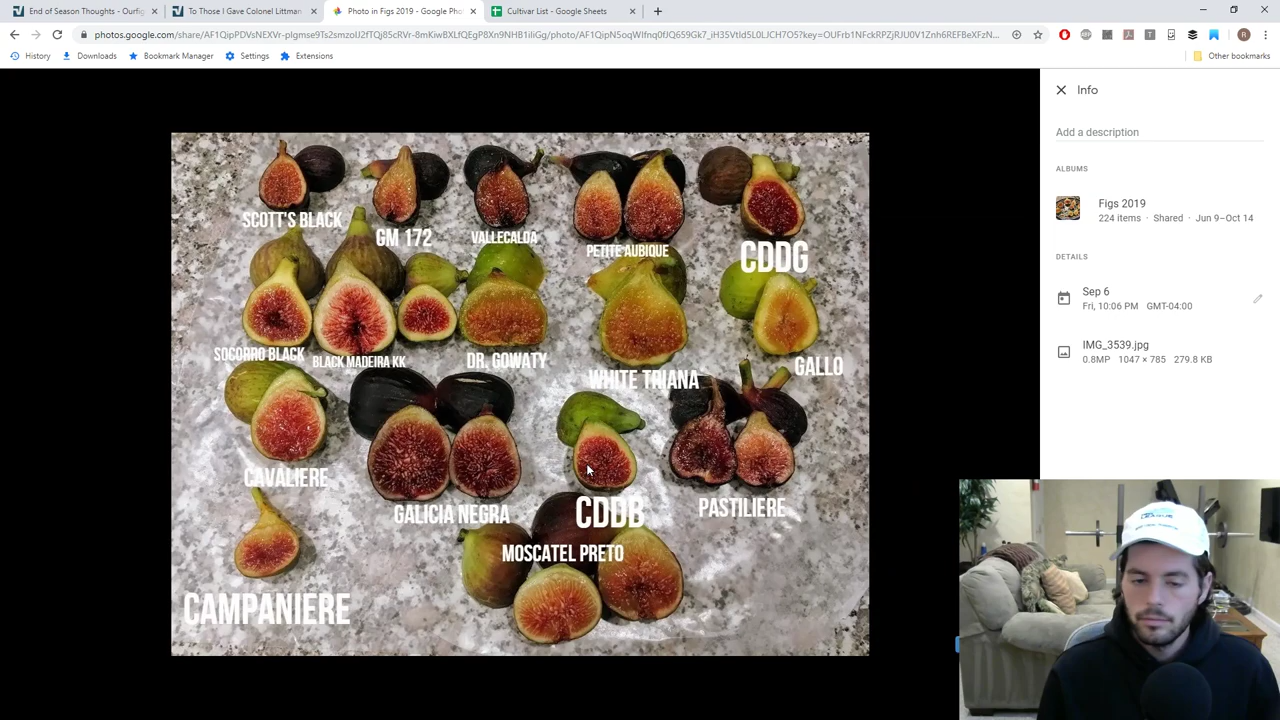 End of Season Thoughts - Ourfig
To Those I Gave Colonel Littman
Photo in Figs 2019 - Google Pho
Cultivar List - Google Sheets
History
Downloads
Bookmark Manager
Settings
Extensions
Other bookmarks
Info
Add a description
ALBUMS
Figs 2019
224 items · Shared · Jun 9–Oct 14
DETAILS
Sep 6
Fri, 10:06 PM GMT-04:00
IMG_3539.jpg
0.8MP 1047 × 785 279.8 KB
SCOTT'S BLACK
GM 172
VALLECALDA
PETITE AUBIQUE
CDDG
SOCORRO BLACK
BLACK MADEIRA KK
DR. GOWATY
WHITE TRIANA
GALLO
CAVALIERE
GALICIA NEGRA
CDDB
PASTILIERE
MOSCATEL PRETO
CAMPANIERE